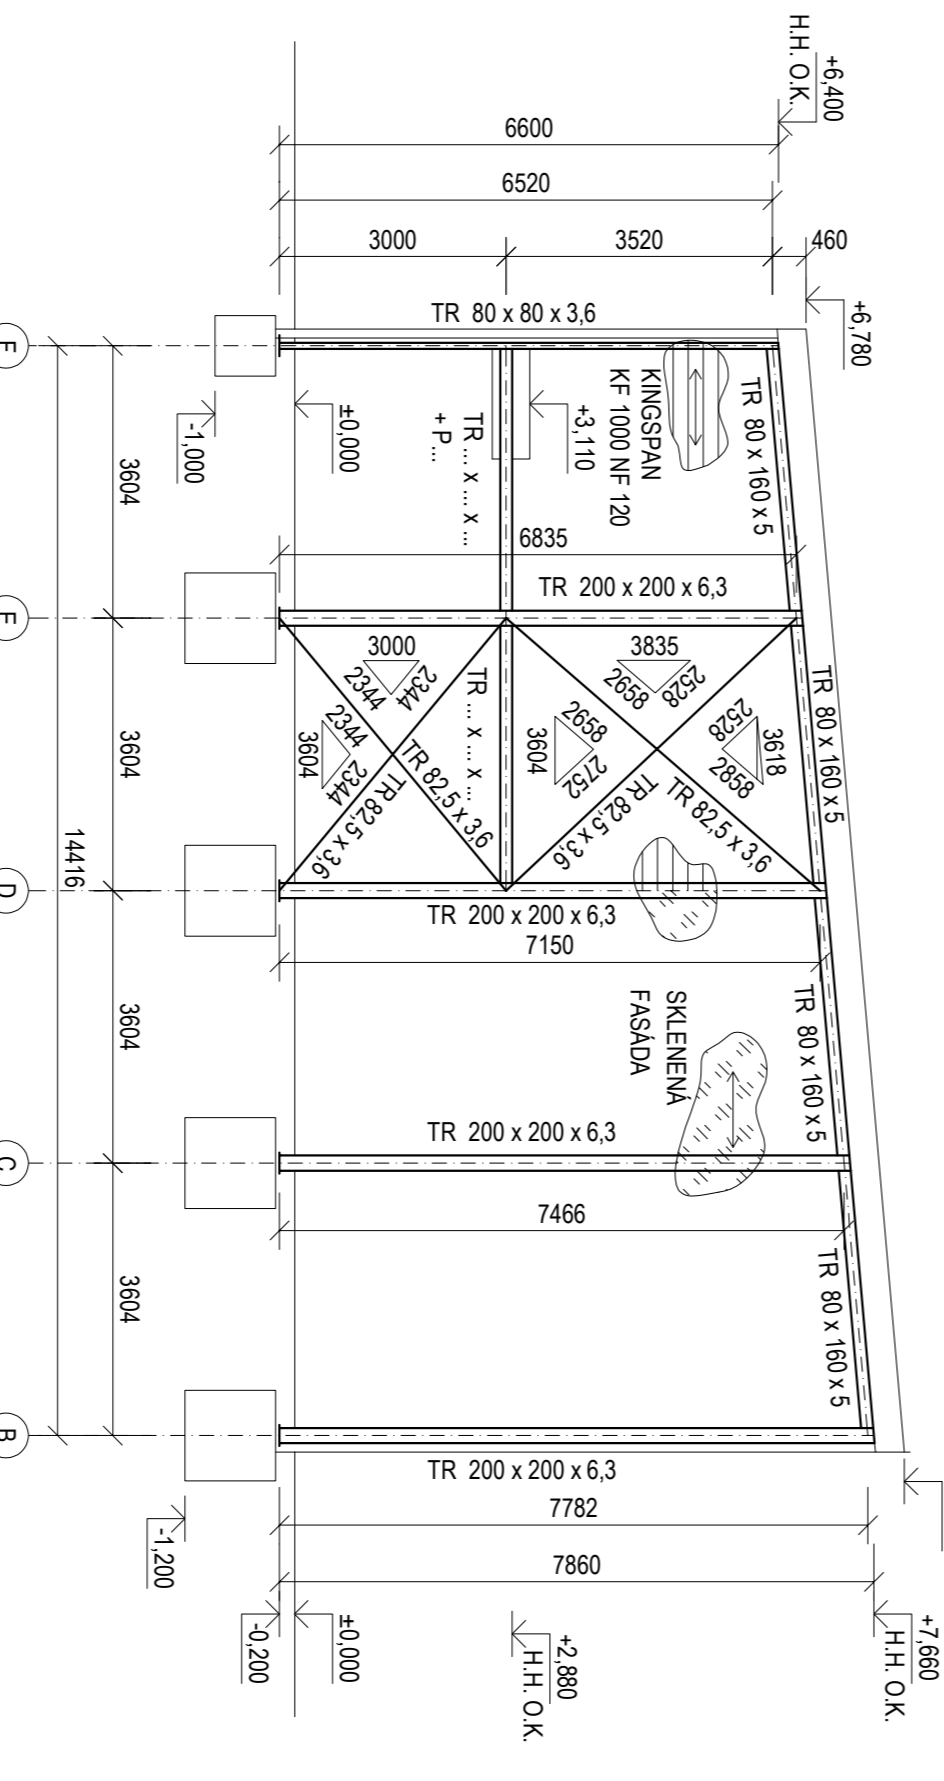 +6,400
H.H. O.K.
6600
6520
3000
3520
460
+6,780
TR 80 x 80 x 3,6
KINGSPAN
KF 1000 NF 120
TR 80 x 160 x 5
+3,110
TR ... x ... x ...
+ P ...
±0,000
-1,000
3604
6835
TR 200 x 200 x 6,3
3000
2344
2344
3835
2528
2658
TR ... x ... x ...
TR 80 x 160 x 5
3604
2344
2344
TR 82,5 x 3,6
TR 82,5 x 3,6
3604
2658
2752
TR 82,5 x 3,6
TR 82,5 x 3,6
3618
2528
2858
3604
14416
D
TR 200 x 200 x 6,3
7150
SKLENENÁ
FASÁDA
TR 80 x 160 x 5
3604
C
TR 200 x 200 x 6,3
7466
TR 80 x 160 x 5
3604
B
TR 200 x 200 x 6,3
7782
7860
-1,200
-0,200
±0,000
+2,880
H.H. O.K.
+7,660
H.H. O.K.